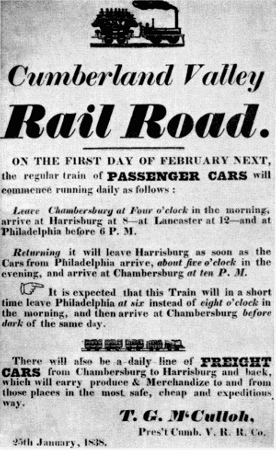 Cumberland Valley
Rail Road.
ON THE FIRST DAY OF FEBRUARY NEXT,
the regular train of PASSENGER CARS will
commence running daily as follows :
Leave Chambersburg at Four o'clock in the morning,
arrive at Harrisburg at 8—at Lancaster at 12—and at
Philadelphia before 6 P. M.
Returning it will leave Harrisburg as soon as the
Cars from Philadelphia arrive, about five o'clock in the
evening, and arrive at Chambersburg at ten P. M.
It is expected that this Train will in a short
time leave Philadelphia at six instead of eight o'clock in
the morning, and then arrive at Chambersburg before
dark of the same day.
There will also be a daily line of FREIGHT
CARS from Chambersburg to Harrisburg and back,
which will carry produce & Merchandize to and from
those places in the most safe, cheap and expeditious
way.
T. G. McCulloh,
Pres't Cumb. V. R. R. Co.
25th January, 1838.